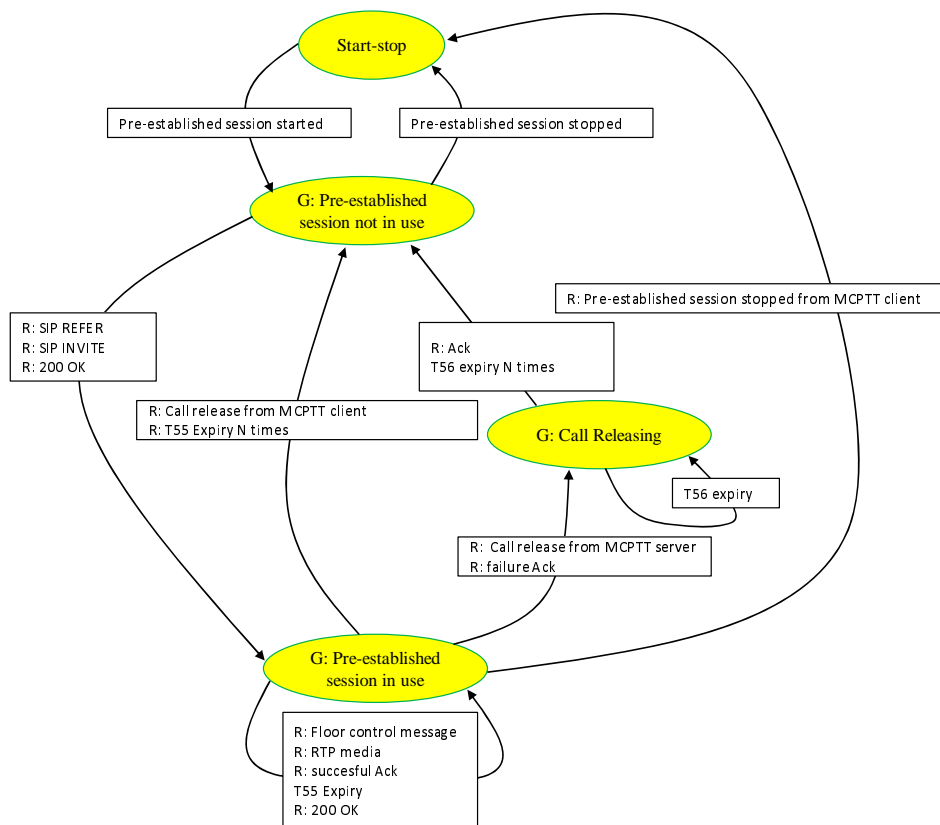 Start-stop
Pre-established session started
Pre-established session stopped
G: Pre-established
session not in use
R: Pre-established session stopped from MCPTT client
R: SIP REFER
R: SIP INVITE
R: 200 OK
R: Ack
T56 expiry N times
R: Call release from MCPTT client
R: T55 Expiry N times
G: Call Releasing
T56 expiry
R:  Call release from MCPTT server
R: failure Ack
G: Pre-established
session in use
R: Floor control message
R: RTP media
R: succesful Ack
T55 Expiry
R: 200 OK